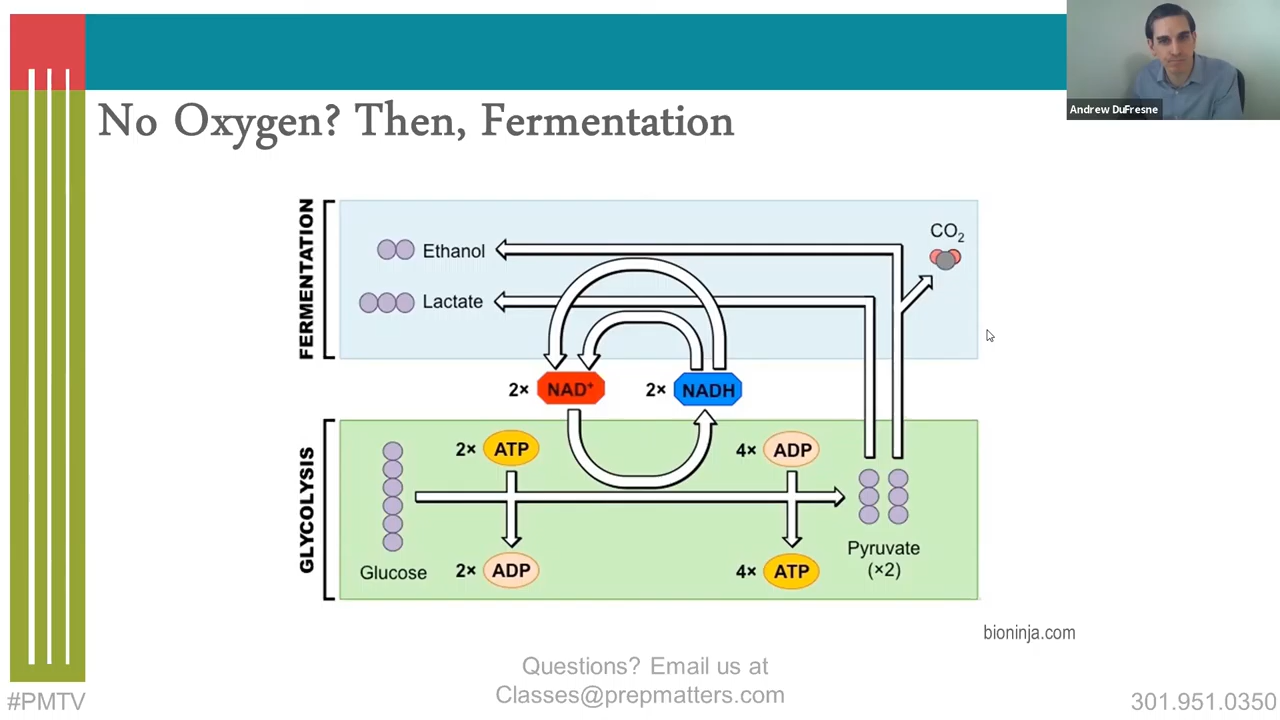 Andrew DuFresne
No Oxygen? Then, Fermentation
FERMENTATION
Ethanol
Lactate
CO₂
2× NAD⁺
2× NADH
GLYCOLYSIS
2× ATP
4× ADP
Glucose
2× ADP
4× ATP
Pyruvate
(×2)
bioninja.com
Questions? Email us at
Classes@prepmatters.com
#PMTV
301.951.0350